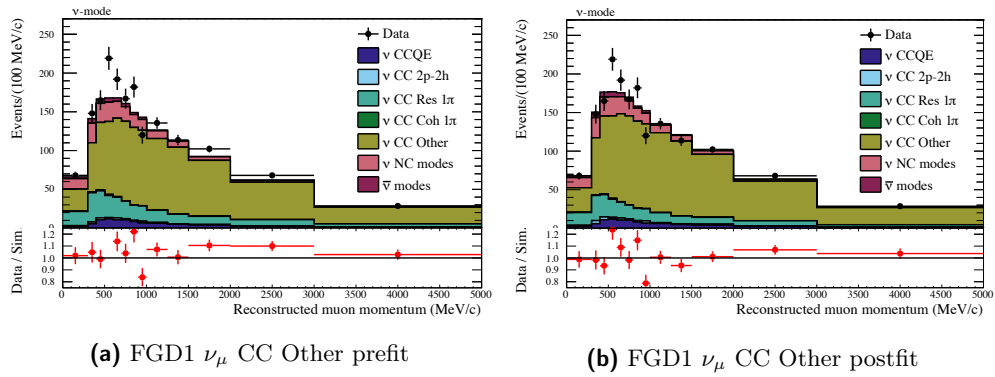 ν-mode
Events/(100 MeV/c)
250
200
150
100
50
0
Data
ν CCQE
ν CC 2p-2h
ν CC Res 1π
ν CC Coh 1π
ν CC Other
ν NC modes
ν̅ modes
Data / Sim.
1.2
1.1
1.0
0.9
0.8
0 500 1000 1500 2000 2500 3000 3500 4000 4500 5000
Reconstructed muon momentum (MeV/c)
(a) FGD1 νμ CC Other prefit
ν-mode
Events/(100 MeV/c)
250
200
150
100
50
0
Data
ν CCQE
ν CC 2p-2h
ν CC Res 1π
ν CC Coh 1π
ν CC Other
ν NC modes
ν̅ modes
Data / Sim.
1.2
1.1
1.0
0.9
0.8
0 500 1000 1500 2000 2500 3000 3500 4000 4500 5000
Reconstructed muon momentum (MeV/c)
(b) FGD1 νμ CC Other postfit